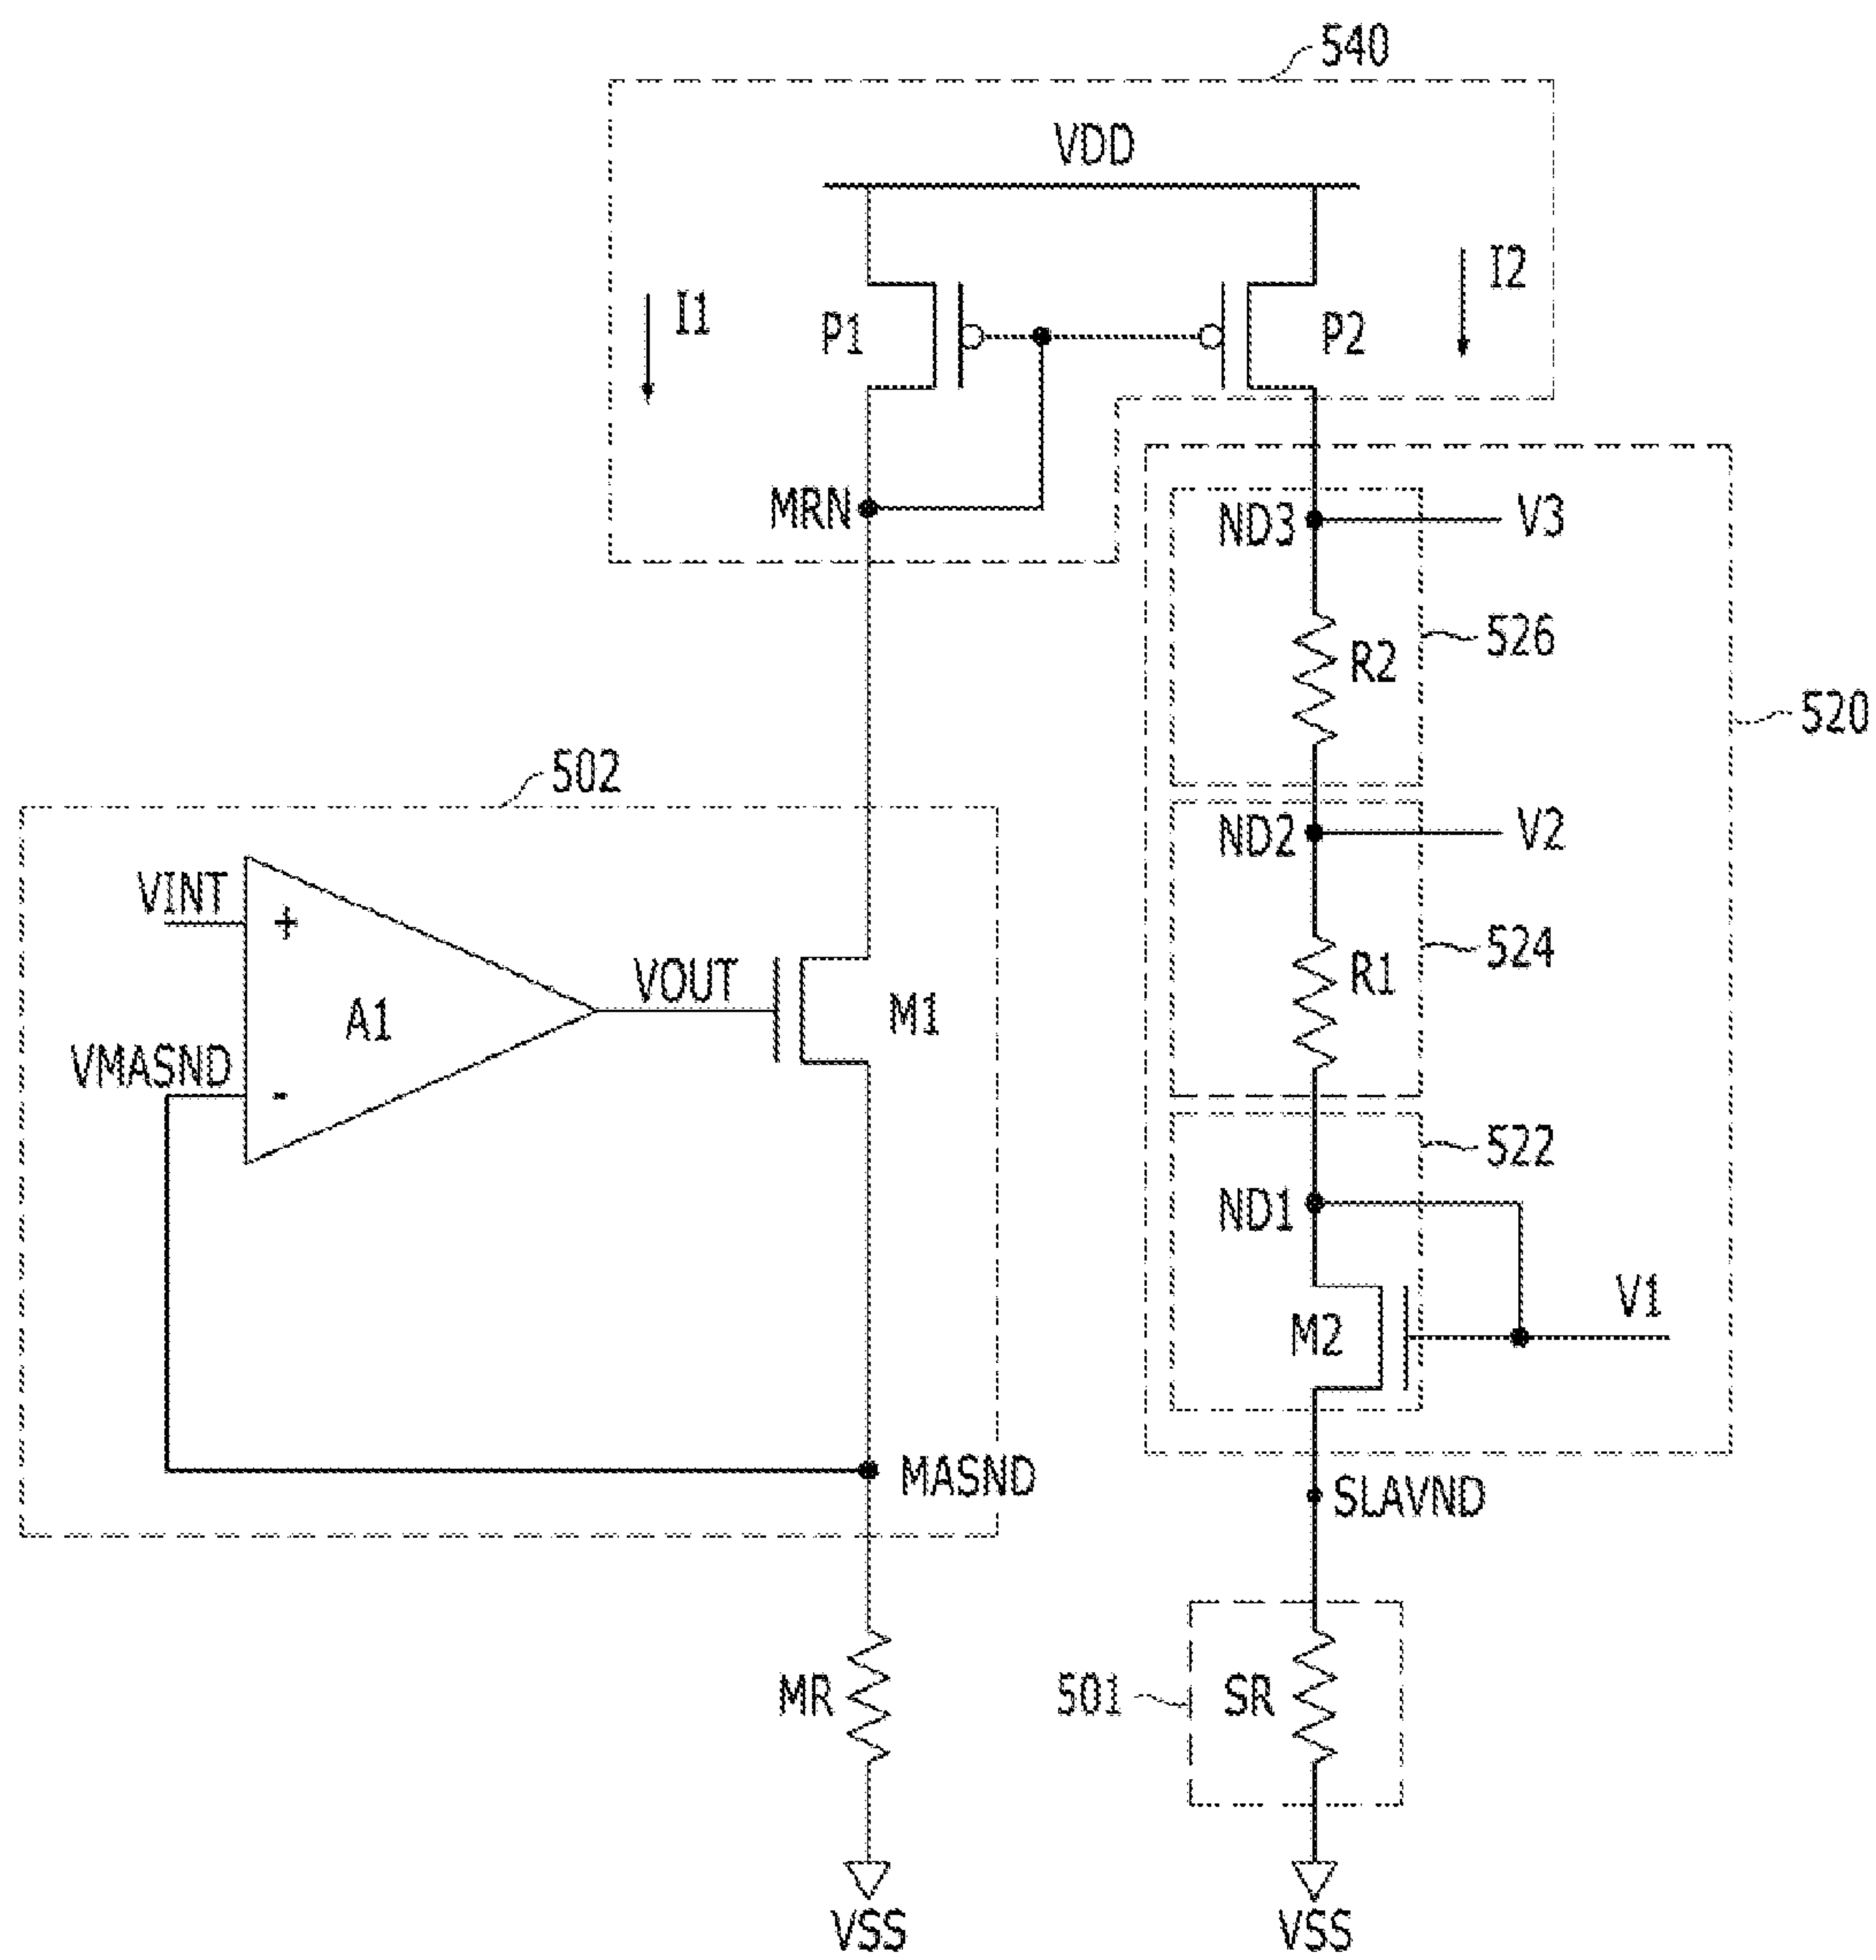 540
VDD
I1
P1
P2
I2
MRN
ND3
V3
R2
526
520
502
ND2
V2
VINT
+
A1
VOUT
M1
R1
524
VMASND
-
522
ND1
M2
V1
MASND
SLAVND
MR
501
SR
VSS
VSS